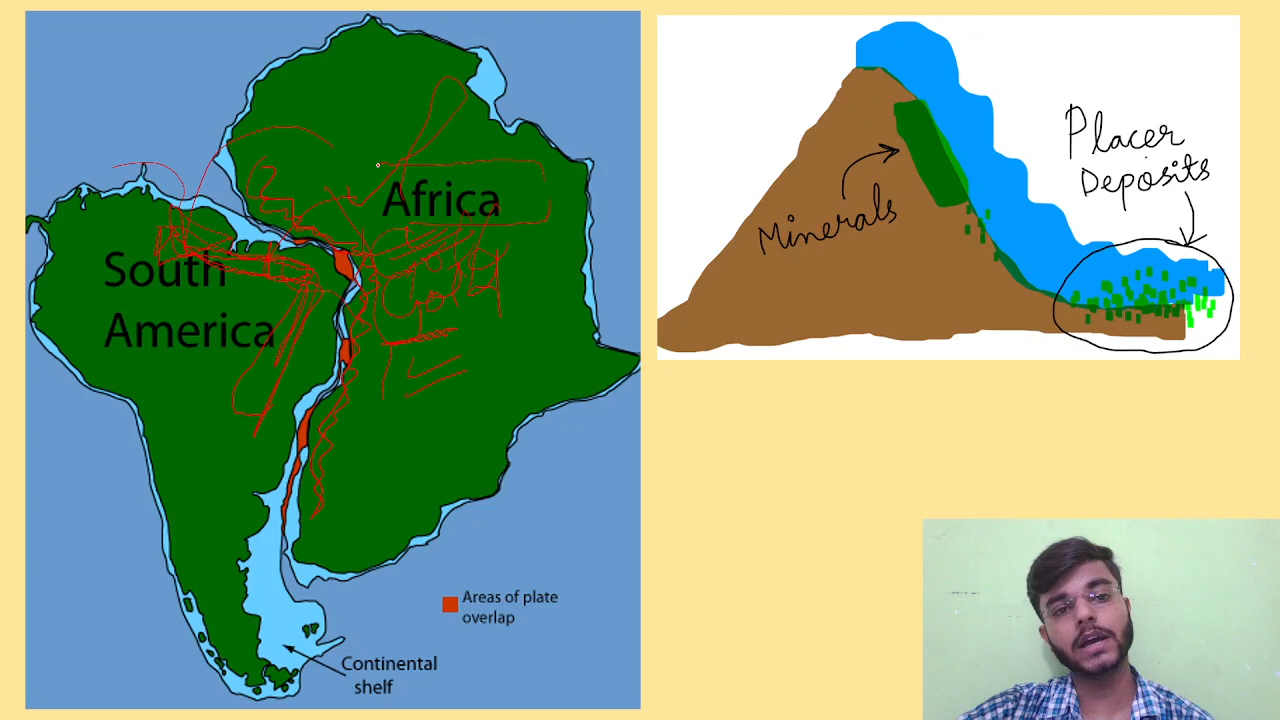 Africa
South
America
Areas of plate
overlap
Continental
shelf
Minerals
Placer
Deposits